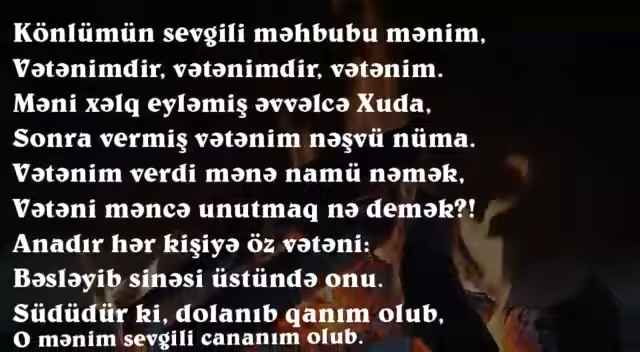 Könlümün sevgili məhbubu mənim,
Vətənimdir, vətənimdir, vətənim.
Məni xəlq eyləmiş əvvəlcə Xuda,
Sonra vermiş vətənim nəşvü nüma.
Vətənim verdi mənə namü nəmək,
Vətəni məncə unutmaq nə demək?!
Anadır hər kişiyə öz vətəni:
Bəsləyib sinəsi üstündə onu.
Südüdür ki, dolanıb qanım olub,
O mənim sevgili cananım olub.